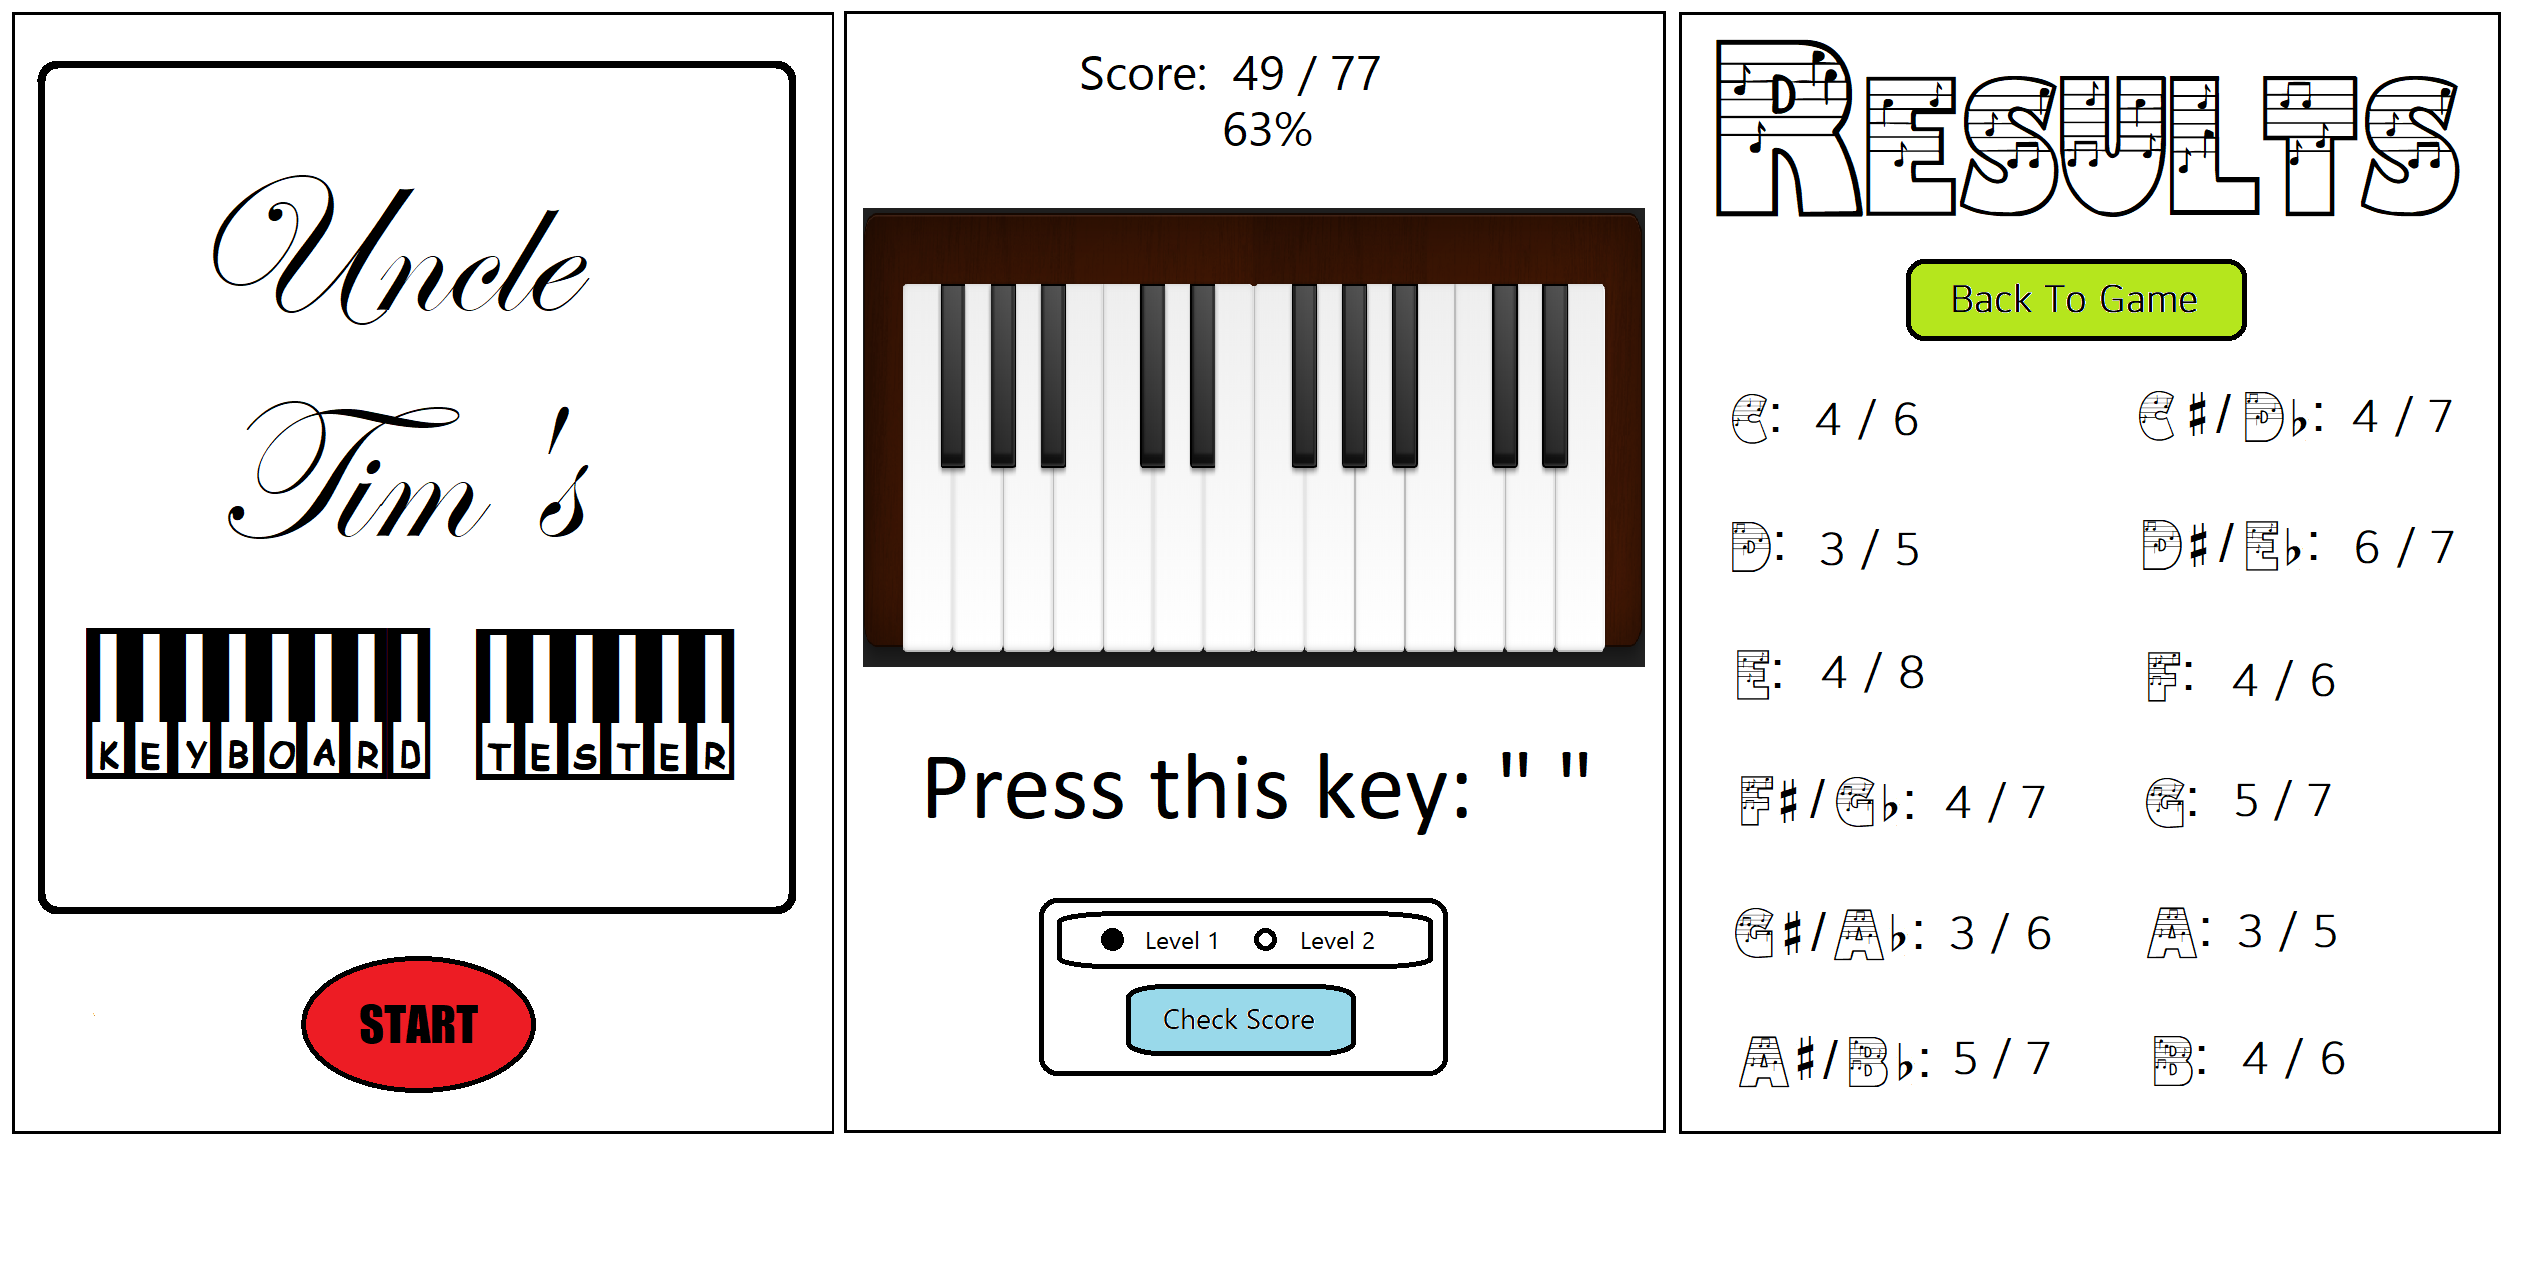 Uncle
Tim's
KEYBOARD TESTER
START
Score: 49 / 77
63%
Press this key: " "
Level 1 Level 2
Check Score
RESULTS
Back To Game
C: 4 / 6 C♯/D♭: 4 / 7
D: 3 / 5 D♯/E♭: 6 / 7
E: 4 / 8 F: 4 / 6
F♯/G♭: 4 / 7 G: 5 / 7
G♯/A♭: 3 / 6 A: 3 / 5
A♯/B♭: 5 / 7 B: 4 / 6